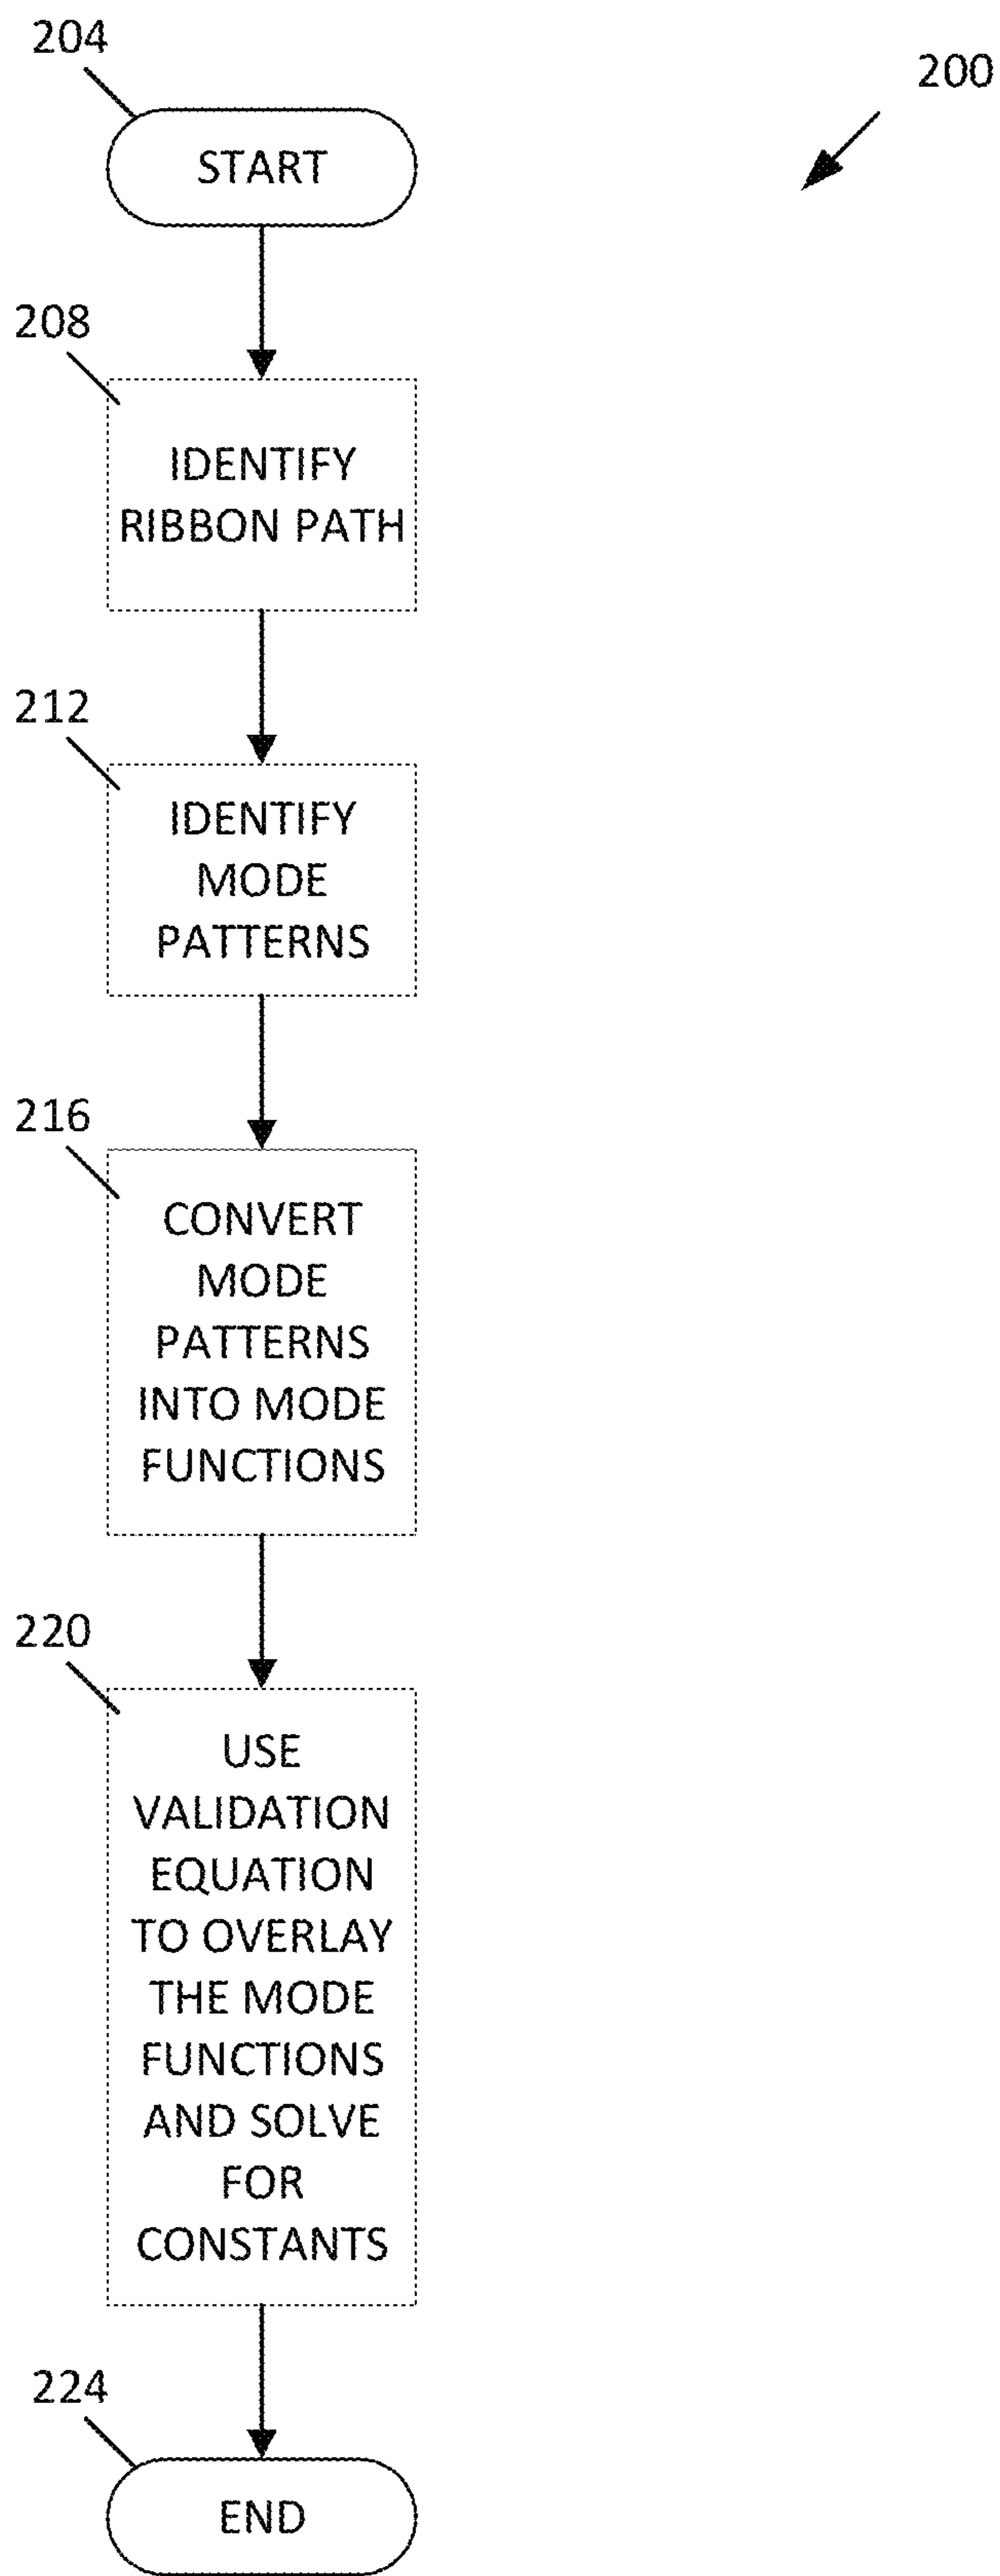 204
200
START
208
IDENTIFY
RIBBON PATH
212
IDENTIFY
MODE
PATTERNS
216
CONVERT
MODE
PATTERNS
INTO MODE
FUNCTIONS
220
USE
VALIDATION
EQUATION
TO OVERLAY
THE MODE
FUNCTIONS
AND SOLVE
FOR
CONSTANTS
224
END